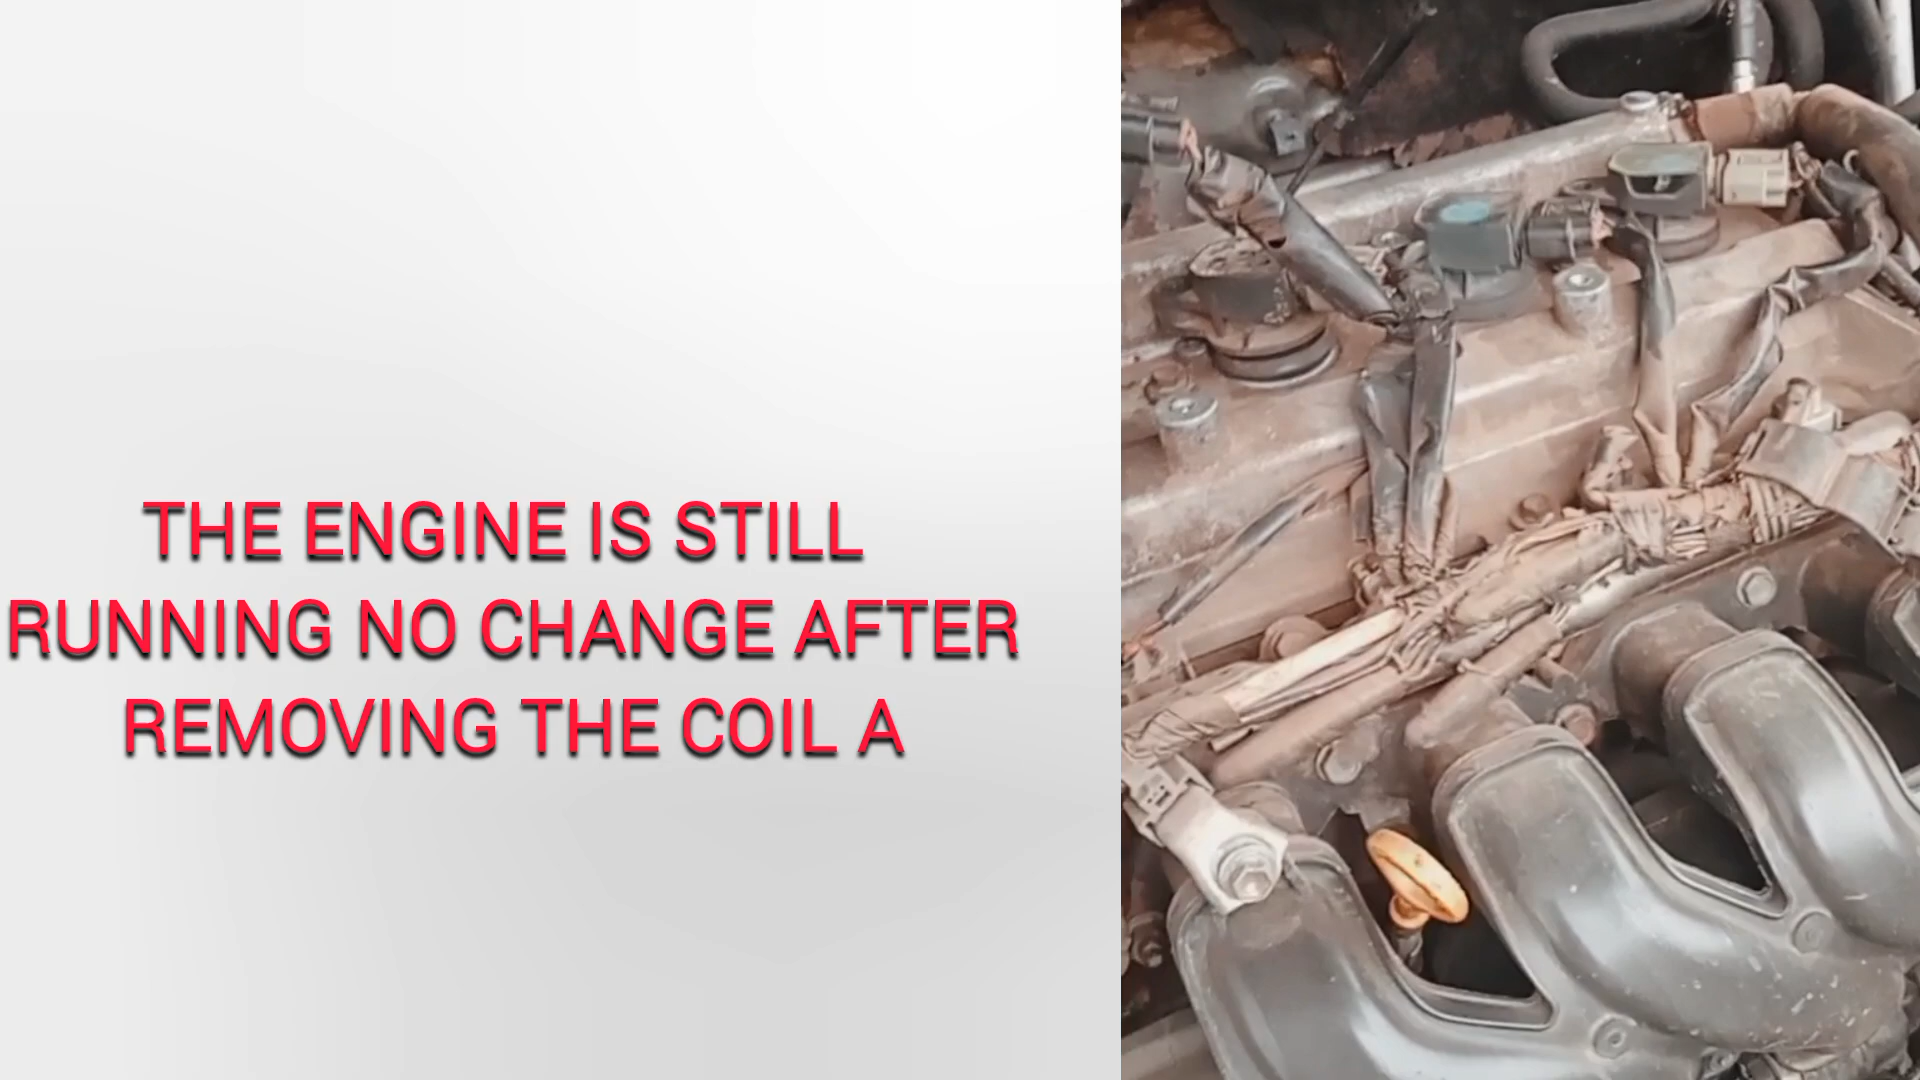 THE ENGINE IS STILL
RUNNING NO CHANGE AFTER
REMOVING THE COIL A